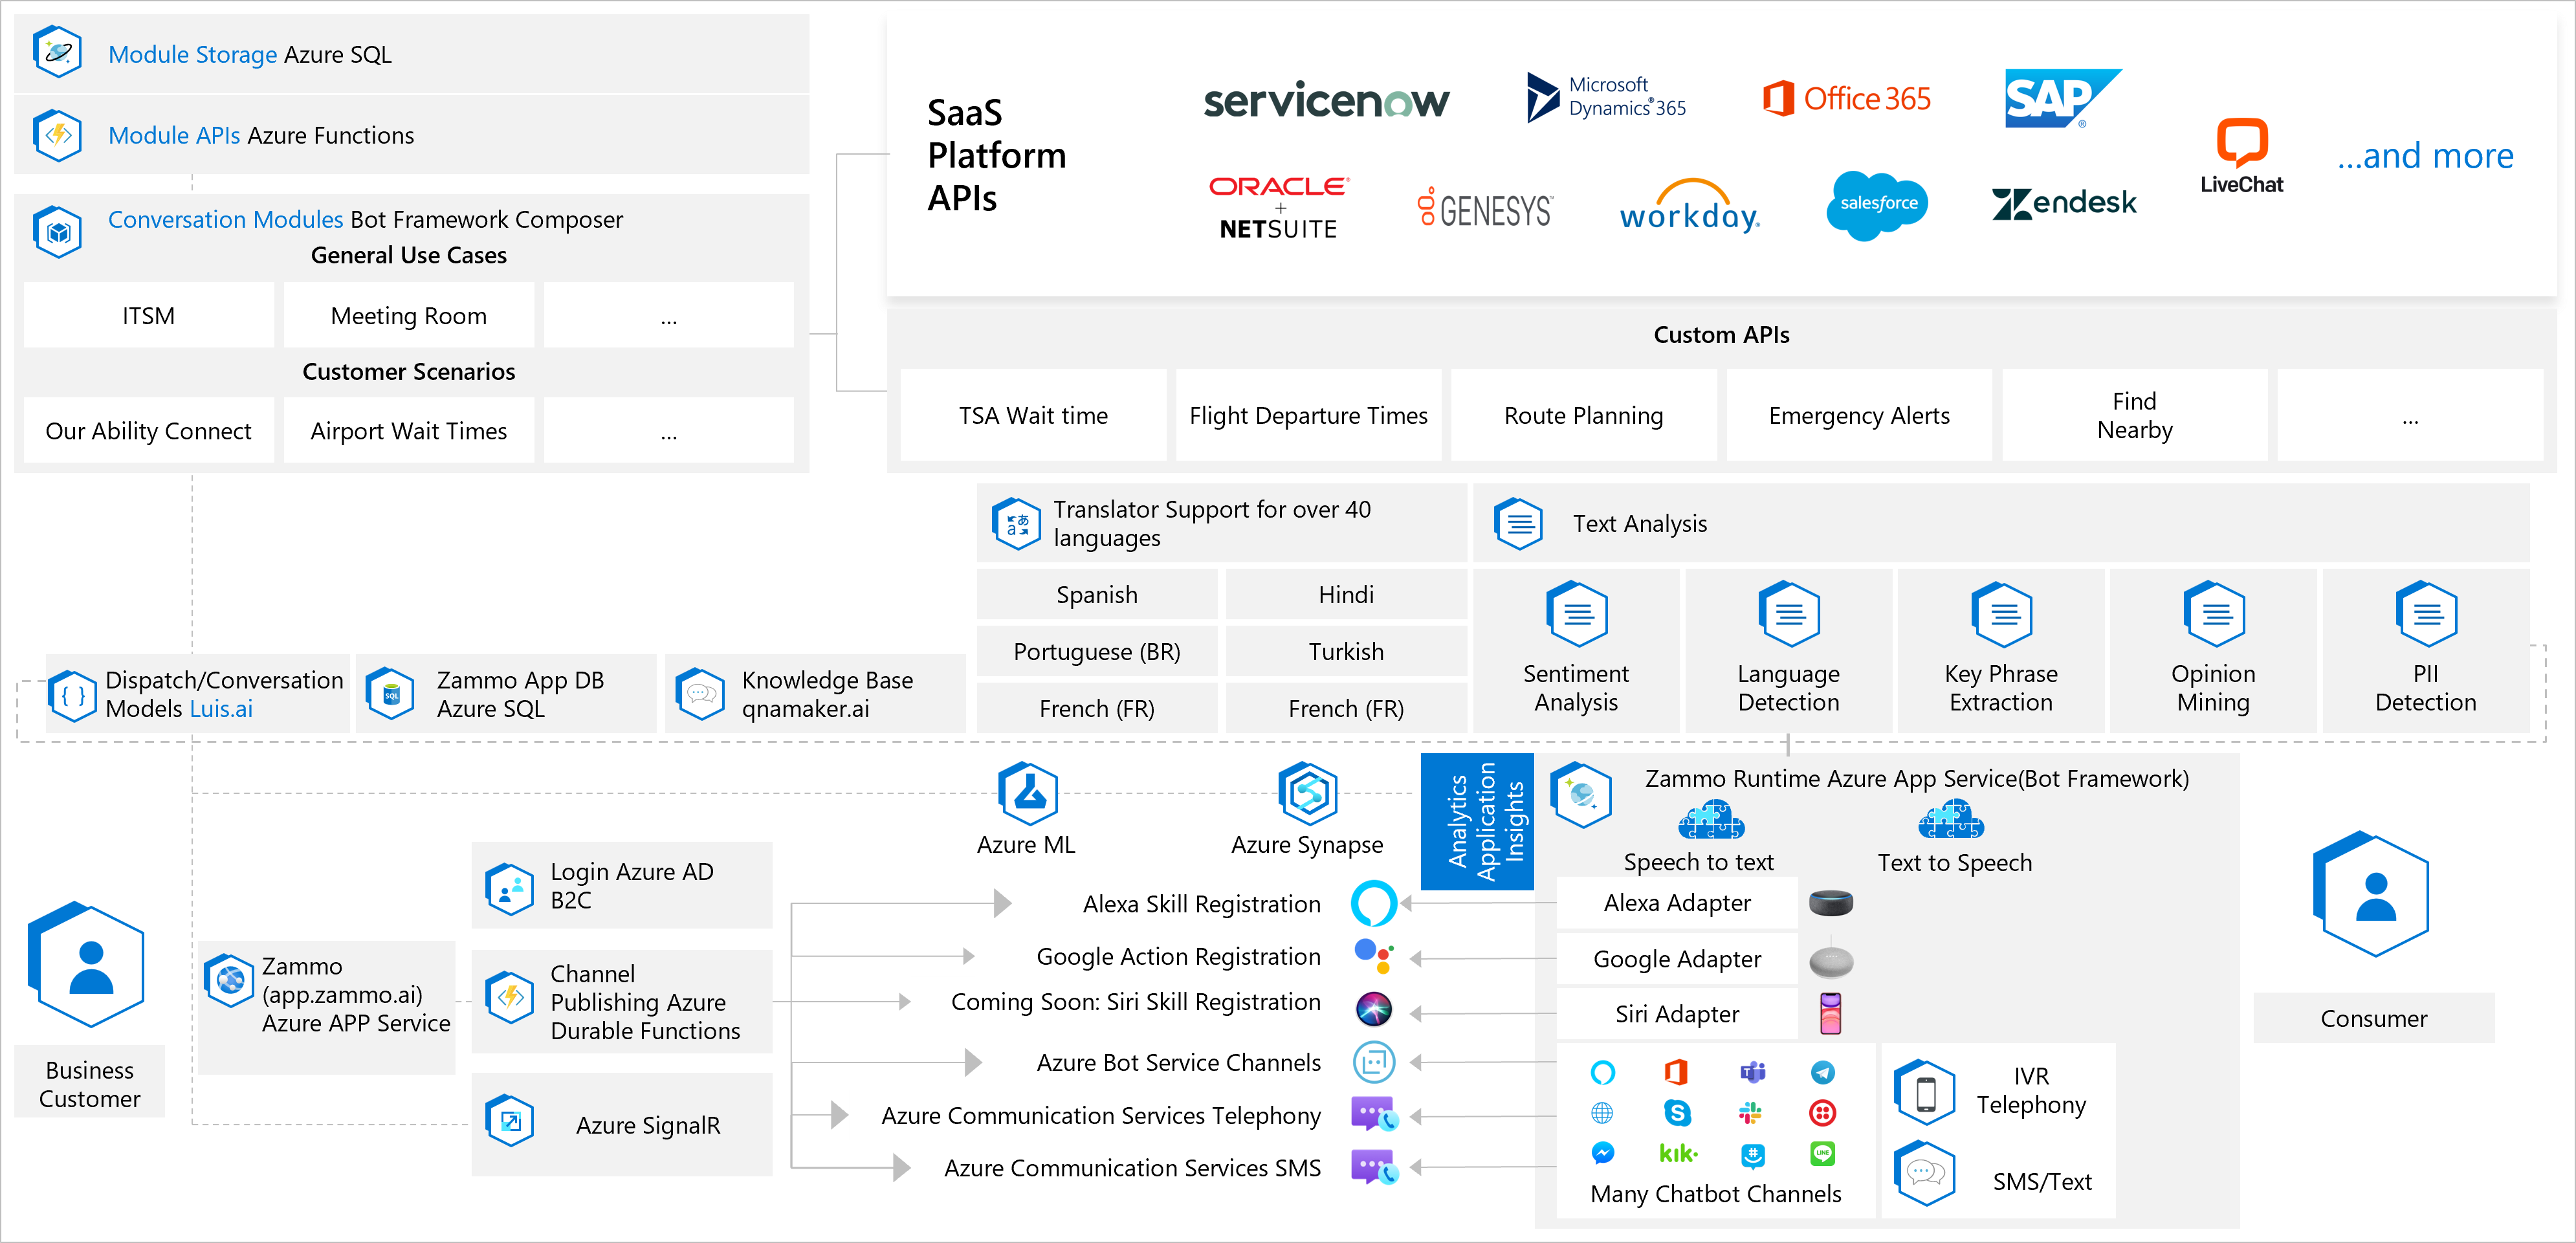 Module Storage Azure SQL
Module APIs Azure Functions
Conversation Modules Bot Framework Composer
General Use Cases
ITSM
Meeting Room
...
Customer Scenarios
Our Ability Connect
Airport Wait Times
...
SaaS
Platform
APIs
servicenow
Microsoft
Dynamics® 365
Office 365
SAP®
ORACLE®
+
NETSUITE
GENESYS™
workday.
salesforce
zendesk
LiveChat
...and more
Custom APIs
TSA Wait time
Flight Departure Times
Route Planning
Emergency Alerts
Find
Nearby
...
Translator Support for over 40
languages
Spanish
Hindi
Portuguese (BR)
Turkish
French (FR)
French (FR)
Text Analysis
Sentiment
Analysis
Language
Detection
Key Phrase
Extraction
Opinion
Mining
PII
Detection
Dispatch/Conversation
Models Luis.ai
SQL
Zammo App DB
Azure SQL
Knowledge Base
qnamaker.ai
Azure ML
Azure Synapse
Analytics
Application
Insights
Zammo Runtime Azure App Service(Bot Framework)
Speech to text
Text to Speech
Business
Customer
Zammo
(app.zammo.ai)
Azure APP Service
Login Azure AD
B2C
Channel
Publishing Azure
Durable Functions
Azure SignalR
Alexa Skill Registration
Google Action Registration
Coming Soon: Siri Skill Registration
Azure Bot Service Channels
Azure Communication Services Telephony
Azure Communication Services SMS
Alexa Adapter
Google Adapter
Siri Adapter
kik·
LINE
Many Chatbot Channels
IVR
Telephony
SMS/Text
Consumer